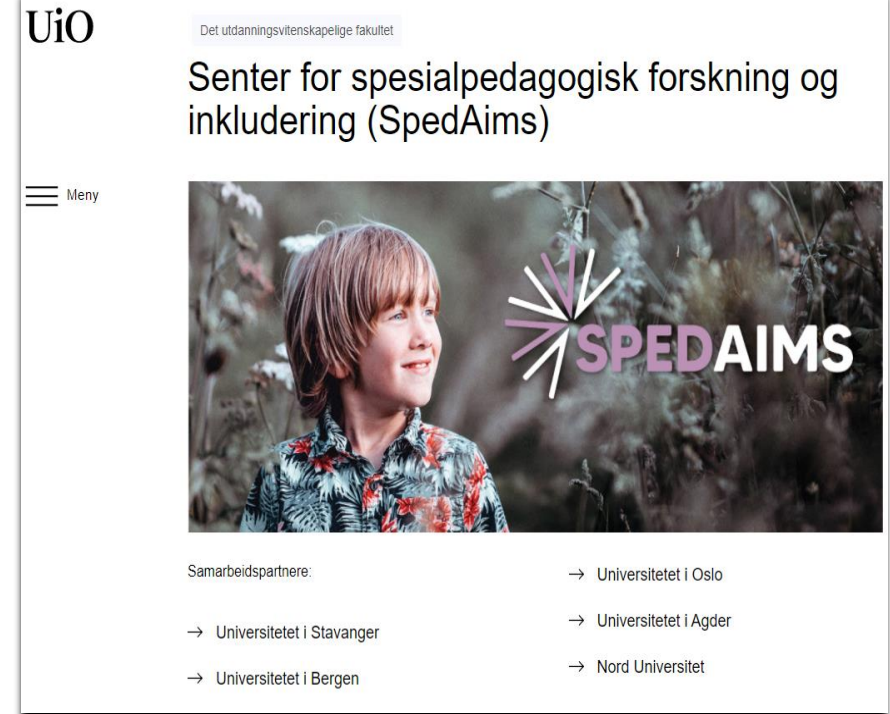 UiO
Det utdanningsvitenskapelige fakultet
Senter for spesialpedagogisk forskning og
inkludering (SpedAims)
Meny
SPEDAIMS
Samarbeidspartnere:
→ Universitetet i Stavanger
→ Universitetet i Bergen
→ Universitetet i Oslo
→ Universitetet i Agder
→ Nord Universitet